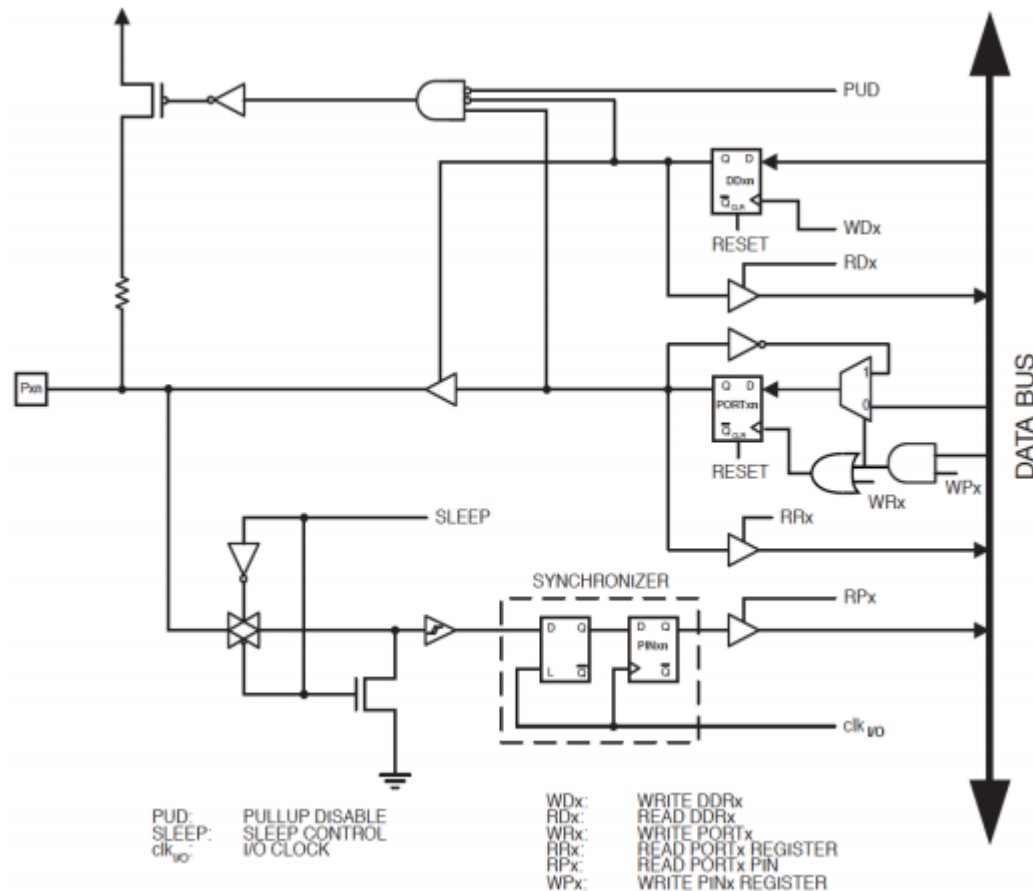 PUD
Q D
DDxn
Q CLR
WDx
RESET
RDx
Pxn
1
Q D
PORTxn
0
Q CLR
RESET
WPx
WRx
SLEEP
RRx
SYNCHRONIZER
RPx
D Q
D Q
PINxn
L Q
Q
clk I/O
DATA BUS
PUD: PULLUP DISABLE
SLEEP: SLEEP CONTROL
clk I/O: I/O CLOCK
WDx: WRITE DDRx
RDx: READ DDRx
WRx: WRITE PORTx
RRx: READ PORTx REGISTER
RPx: READ PORTx PIN
WPx: WRITE PINx REGISTER